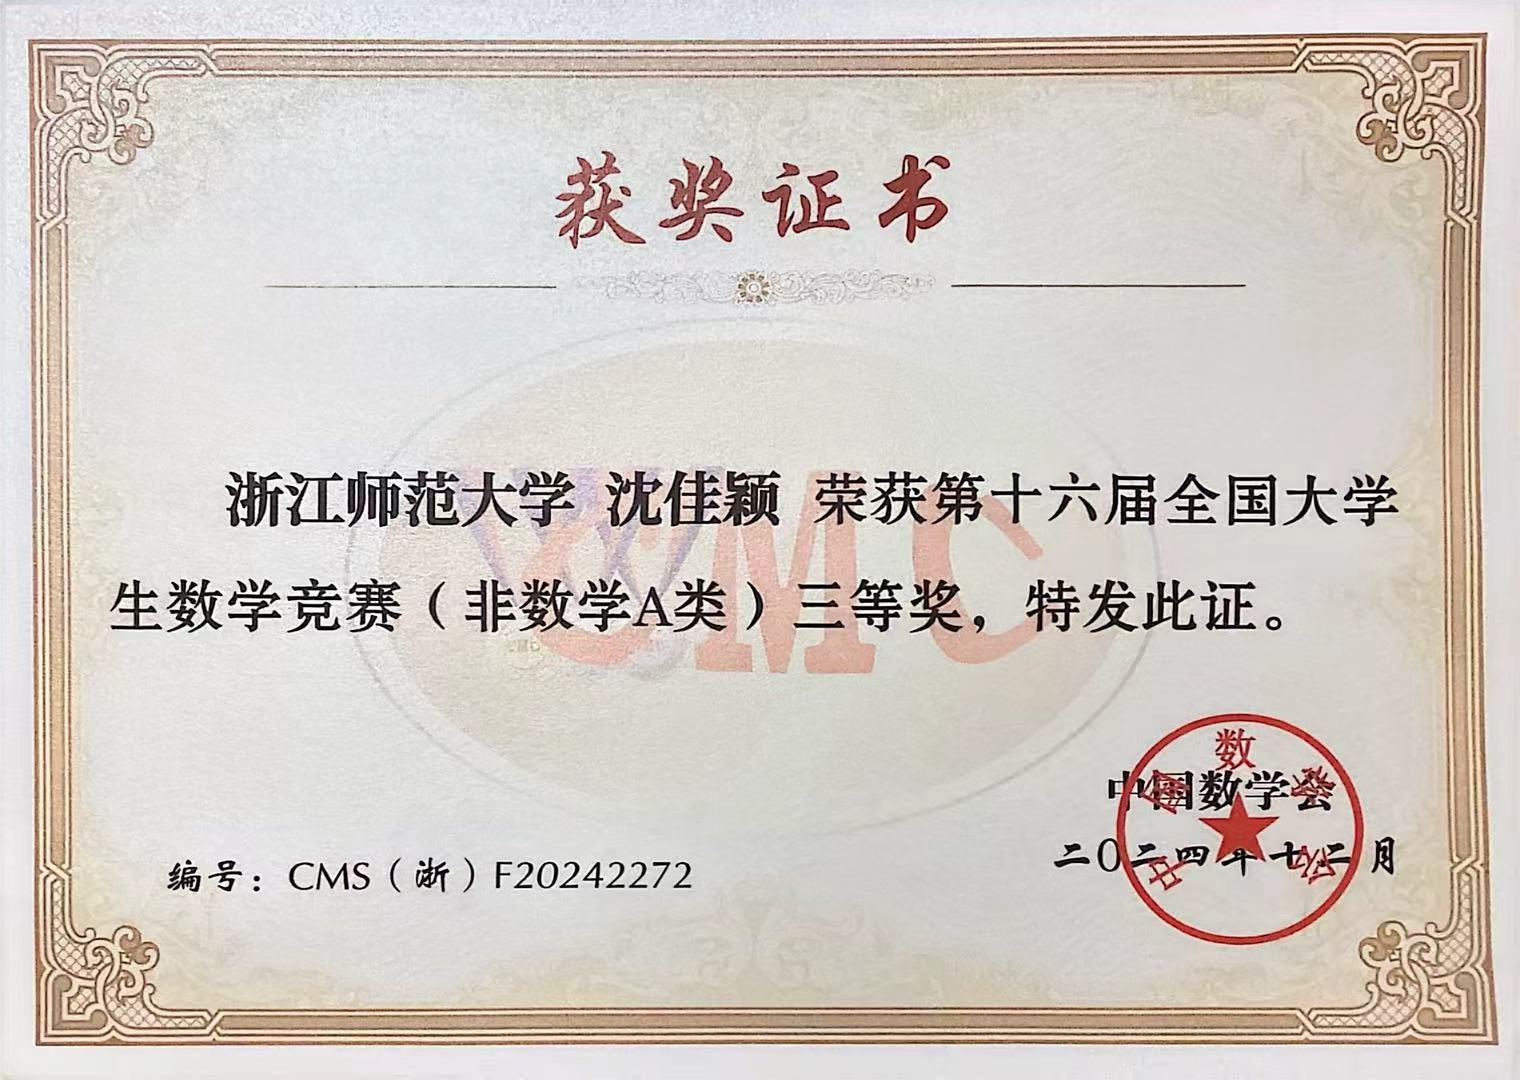 获奖证书
浙江师范大学 沈佳颖 荣获第十六届全国大学
生数学竞赛（非数学A类）三等奖，特发此证。
中国数学会
二〇二四年十二月
编号：CMS（浙）F20242272
CMC
中国数学会